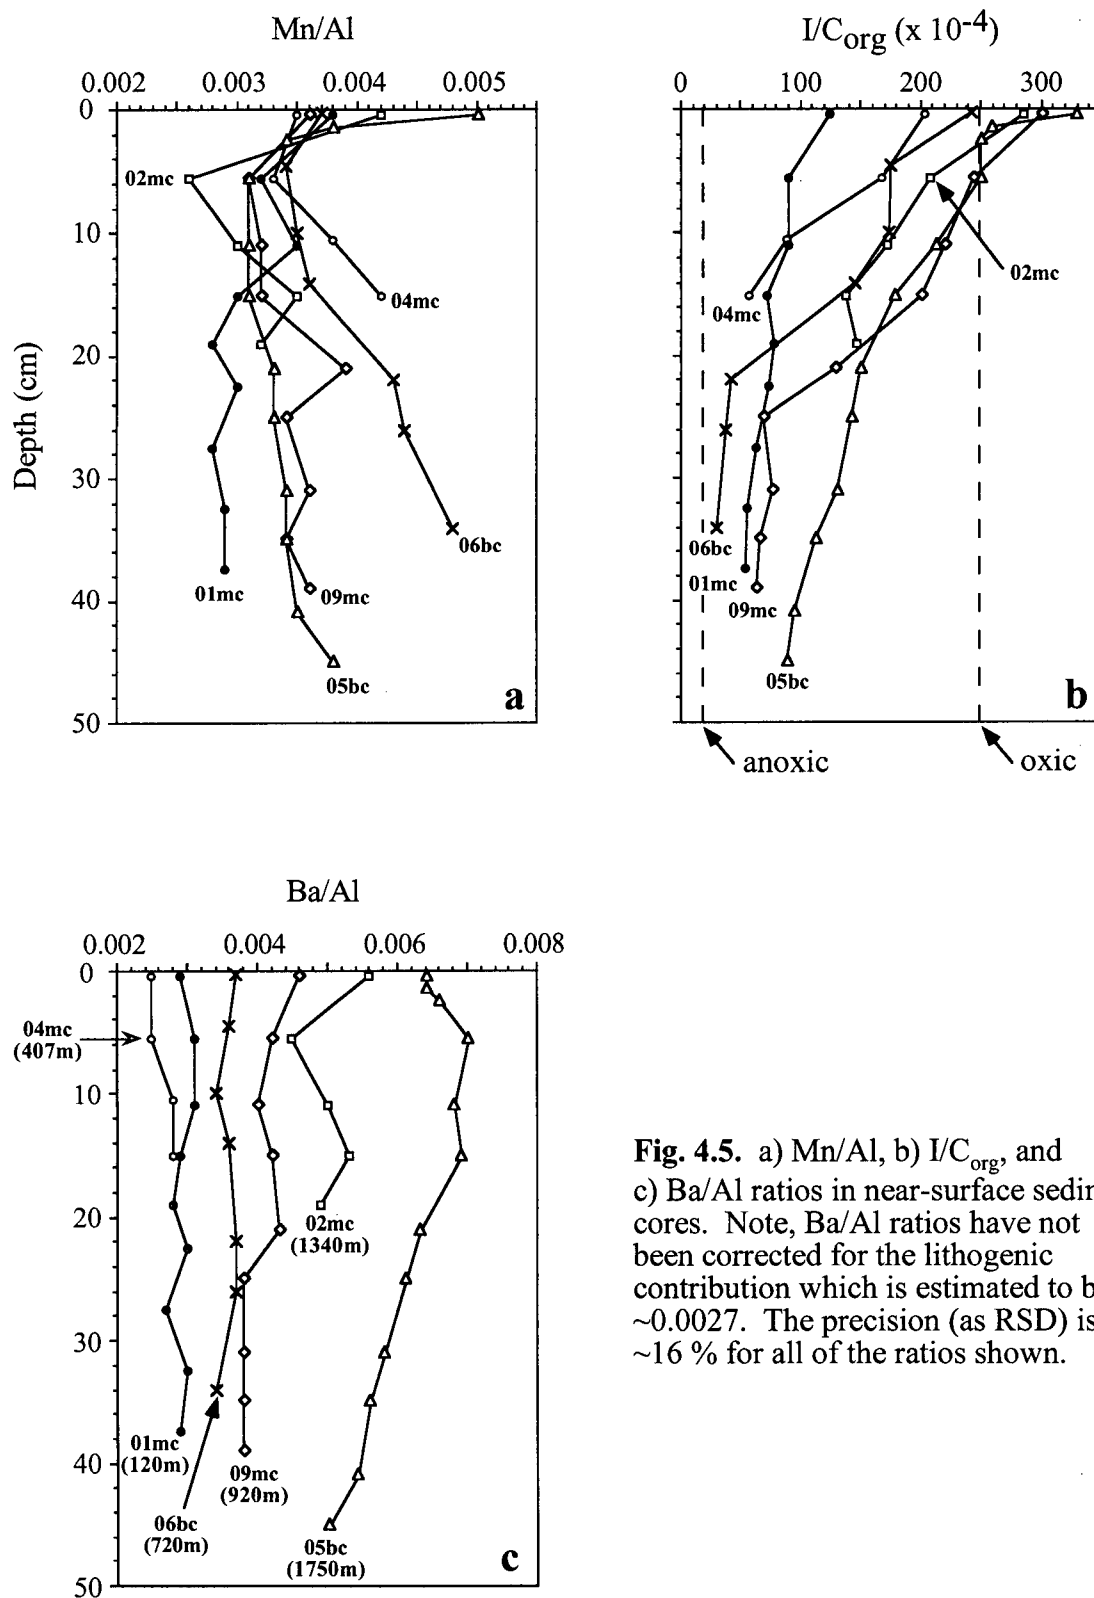 Mn/Al
0.002 0.003 0.004 0.005
0
10
20
30
40
50
Depth (cm)
02mc
04mc
06bc
01mc
09mc
05bc
a
I/Corg (x 10-4)
0 100 200 300
02mc
04mc
06bc
01mc
09mc
05bc
b
anoxic
oxic
Ba/Al
0.002 0.004 0.006 0.008
0
10
20
30
40
50
04mc
(407m)
02mc
(1340m)
01mc
(120m)
09mc
(920m)
06bc
(720m)
05bc
(1750m)
c
Fig. 4.5. a) Mn/Al, b) I/Corg, and
c) Ba/Al ratios in near-surface sedin
cores. Note, Ba/Al ratios have not
been corrected for the lithogenic
contribution which is estimated to b
~0.0027. The precision (as RSD) is
~16 % for all of the ratios shown.